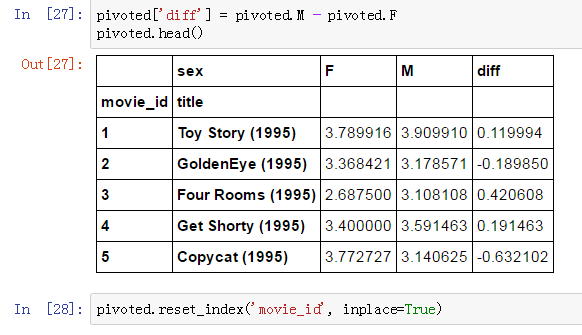 In [27]: pivoted['diff'] = pivoted.M - pivoted.F
pivoted.head()
Out[27]:
sex F M diff
movie_id title
1 Toy Story (1995) 3.789916 3.909910 0.119994
2 GoldenEye (1995) 3.368421 3.178571 -0.189850
3 Four Rooms (1995) 2.687500 3.108108 0.420608
4 Get Shorty (1995) 3.400000 3.591463 0.191463
5 Copycat (1995) 3.772727 3.140625 -0.632102
In [28]: pivoted.reset_index('movie_id', inplace=True)